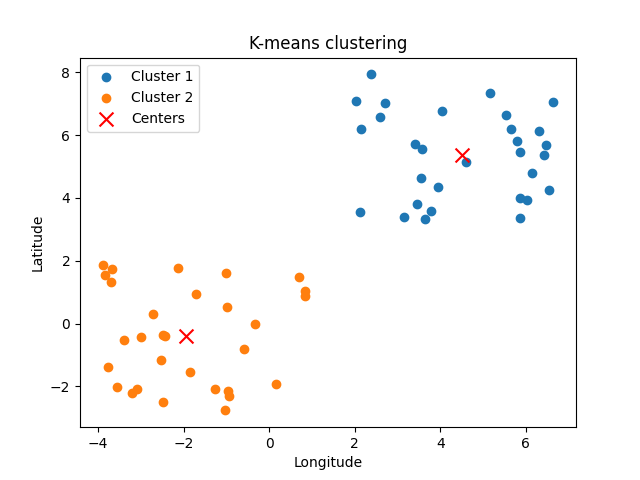 K-means clustering
Cluster 1
Cluster 2
Centers
8
6
4
2
0
−2
Latitude
−4
−2
0
2
4
6
Longitude